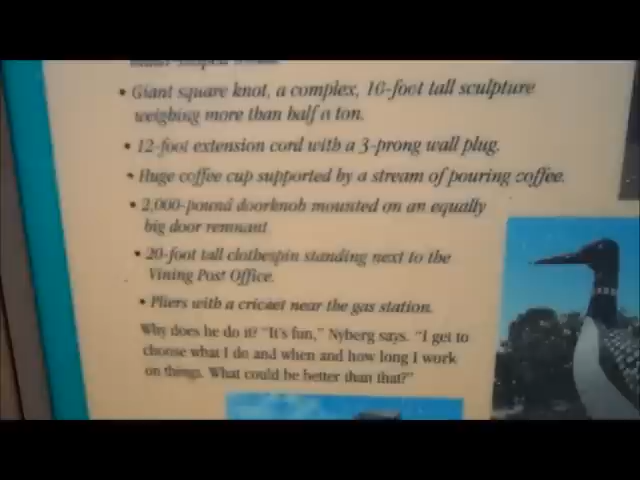 • Giant square knot, a complex, 10-foot tall sculpture
weighing more than half a ton.
• 12-foot extension cord with a 3-prong wall plug.
• Huge coffee cup supported by a stream of pouring coffee.
• 2,000-pound doorknob mounted on an equally
big door remnant
• 20-foot tall clothespin standing next to the
Vining Post Office.
• Pliers with a cricket near the gas station.
Why does he do it? "It's fun," Nyberg says. "I get to
choose what I do and when and how long I work
on things. What could be better than that?"